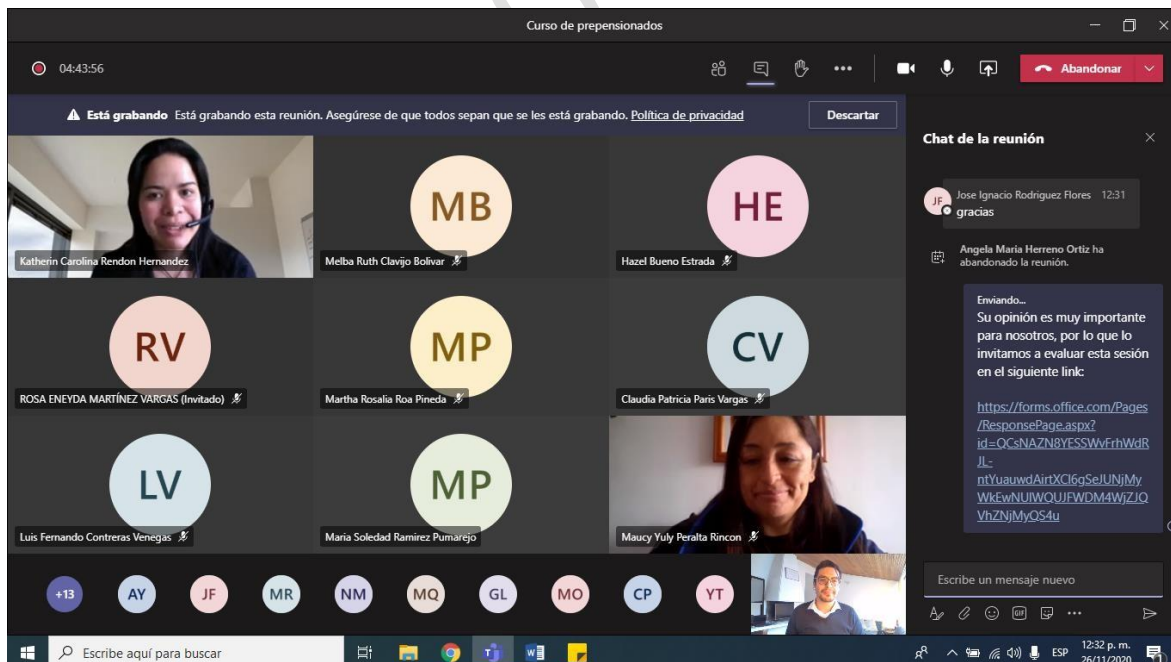 Curso de prepensionados
04:43:56
Abandonar
Está grabando Está grabando esta reunión. Asegúrese de que todos sepan que se les está grabando. Política de privacidad
Descartar
Katherin Carolina Rendon Hernandez
MB
Melba Ruth Clavijo Bolivar
HE
Hazel Bueno Estrada
RV
ROSA ENEYDA MARTÍNEZ VARGAS (Invitado)
MP
Martha Rosalia Roa Pineda
CV
Claudia Patricia Paris Vargas
LV
Luis Fernando Contreras Venegas
MP
Maria Soledad Ramirez Pumarejo
Maucy Yuly Peralta Rincon
+13
AY
JF
MR
NM
MQ
GL
MO
CP
YT
Chat de la reunión
JF
Jose Ignacio Rodriguez Flores 12:31
gracias
Angela Maria Herreno Ortiz ha
abandonado la reunión.
Enviando...
Su opinión es muy importante
para nosotros, por lo que lo
invitamos a evaluar esta sesión
en el siguiente link:
https://forms.office.com/Pages
/ResponsePage.aspx?
id=QCsNAZN8YESSWvFrhWdR
JL-
ntYuauwdAirtXCl6gSeJUNjMy
WkEwNUlWQUJFWDM4WjZJQ
VhZNjMyQS4u
Escribe un mensaje nuevo
GIF
Escribe aquí para buscar
ESP
12:32 p. m.
26/11/2020